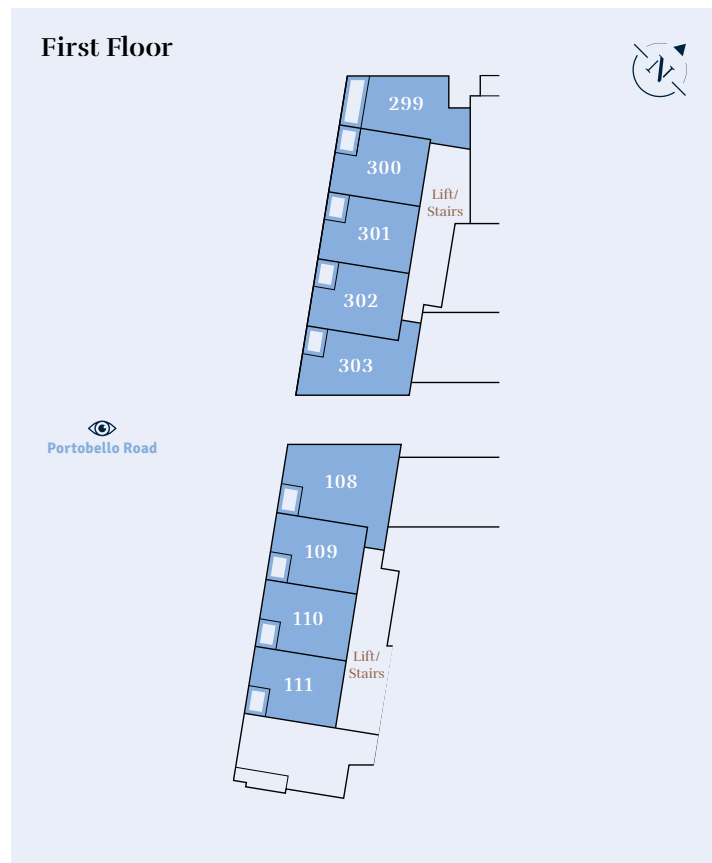 First Floor
N
299
300
Lift/
Stairs
301
302
303
Portobello Road
108
109
110
Lift/
Stairs
111